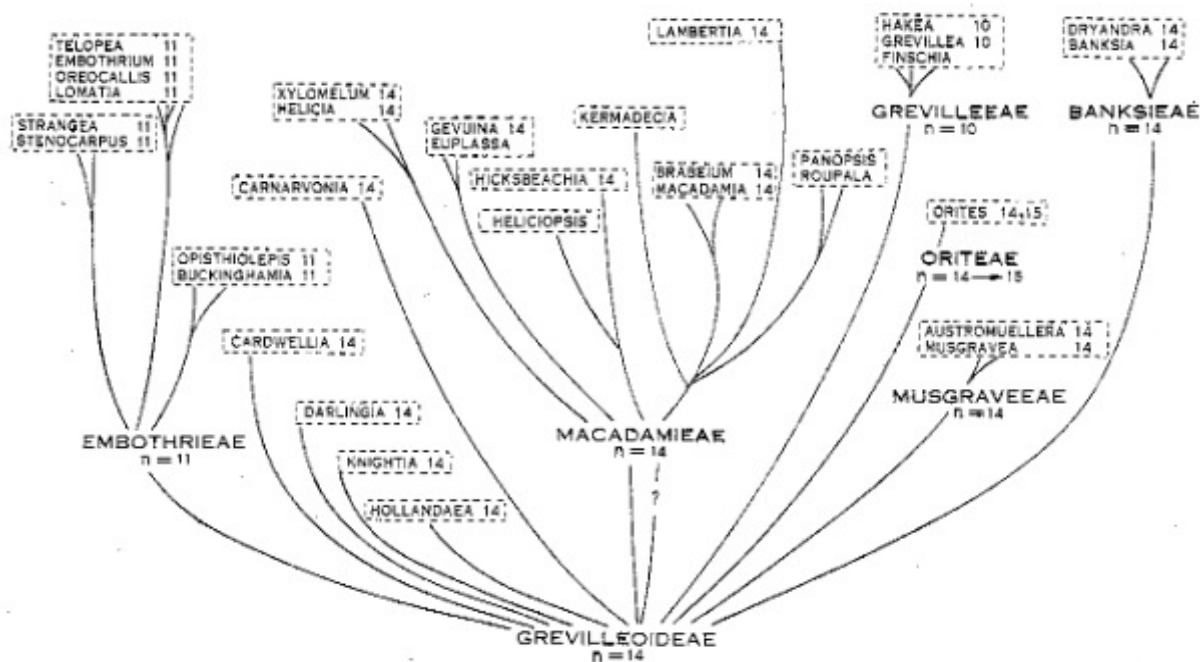 TELOPEA 11
EMBOTHRIUM 11
OREOCALLIS 11
LOMATIA 11
STRANGEA 11
STENOCARPUS 11
XYLOMELUM 14
HELICIA 14
GEVUINA 14
EUPLASSA
KERMADECIA
LAMBERTIA 14
HAKEA 10
GREVILLEA 10
FINSCHIA
DRYANDRA 14
BANKSIA 14
GREVILLEEAE
n = 10
BANKSIEAE
n = 14
CARNARVONIA 14
HICKSBEACHIA 14
BRABEIUM 14
MACADAMIA 14
PANOPSIS
ROUPALA
HELICIOPSIS
ORITES 14,15
ORITEAE
n = 14 → 15
OPISTHIOLEPIS 11
BUCKINGHAMIA 11
CARDWELLIA 14
AUSTROMUELLERA 14
MUSGRAVEA 14
MUSGRAVEEAE
n = 14
DARLINGIA 14
EMBOTHRIEAE
n = 11
MACADAMIEAE
n = 14
KNIGHTIA 14
?
HOLLANDAEA 14
GREVILLEOIDEAE
n = 14